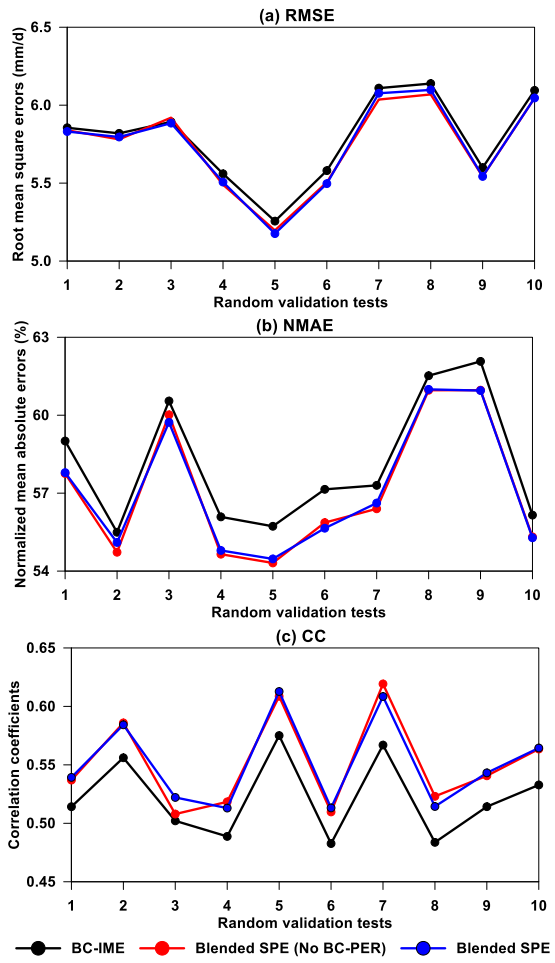 (a) RMSE
Root mean square errors (mm/d)
6.5
6.0
5.5
5.0
1 2 3 4 5 6 7 8 9 10
Random validation tests
(b) NMAE
Normalized mean absolute errors (%)
63
60
57
54
1 2 3 4 5 6 7 8 9 10
Random validation tests
(c) CC
Correlation coefficients
0.65
0.60
0.55
0.50
0.45
1 2 3 4 5 6 7 8 9 10
Random validation tests
BC-IME Blended SPE (No BC-PER) Blended SPE